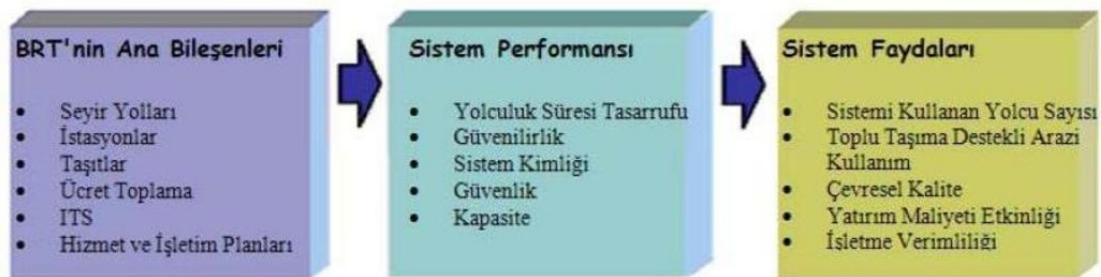 BRT'nin Ana Bileşenleri
• Seyir Yolları
• İstasyonlar
• Taşıtlar
• Ücret Toplama
• ITS
• Hizmet ve İşletim Planları
Sistem Performansı
• Yolculuk Süresi Tasarrufu
• Güvenilirlik
• Sistem Kimliği
• Güvenlik
• Kapasite
Sistem Faydaları
• Sistemi Kullanan Yolcu Sayısı
• Toplu Taşıma Destekli Arazi
Kullanım
• Çevresel Kalite
• Yatırım Maliyeti Etkinliği
• İşletme Verimliliği